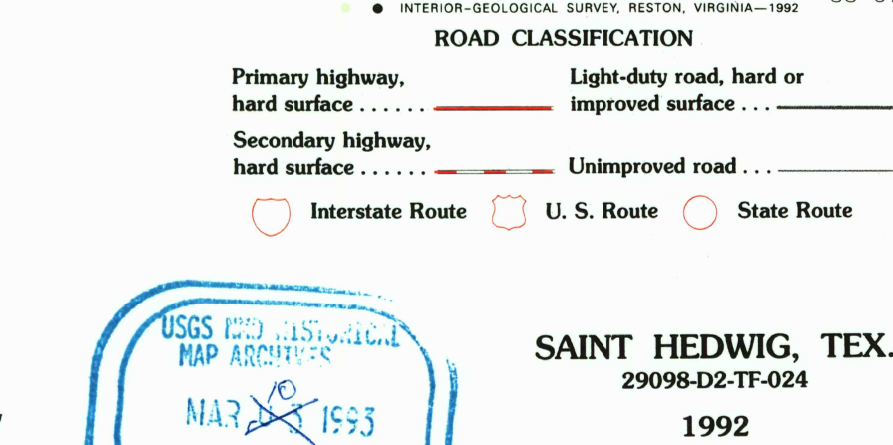 INTERIOR-GEOLOGICAL SURVEY, RESTON, VIRGINIA—1992
ROAD CLASSIFICATION
Primary highway,
hard surface ......
Light-duty road, hard or
improved surface ...
Secondary highway,
hard surface ......
Unimproved road ...
Interstate Route
U. S. Route
State Route
USGS NMD HISTORICAL
MAP ARCHIVES
10
MAR 1993
SAINT HEDWIG, TEX.
29098-D2-TF-024
1992